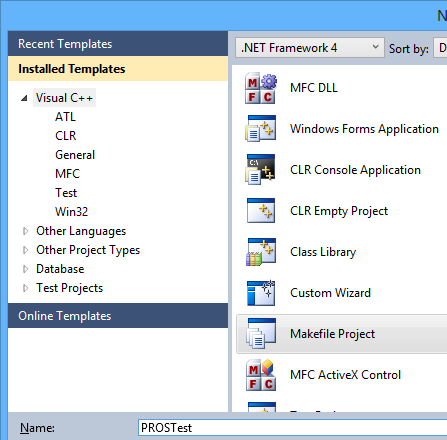 Recent Templates
Installed Templates
Visual C++
ATL
CLR
General
MFC
Test
Win32
Other Languages
Other Project Types
Database
Test Projects
Online Templates
.NET Framework 4
Sort by:
MFC DLL
Windows Forms Application
CLR Console Application
CLR Empty Project
Class Library
Custom Wizard
Makefile Project
MFC ActiveX Control
Name:
PROSTest